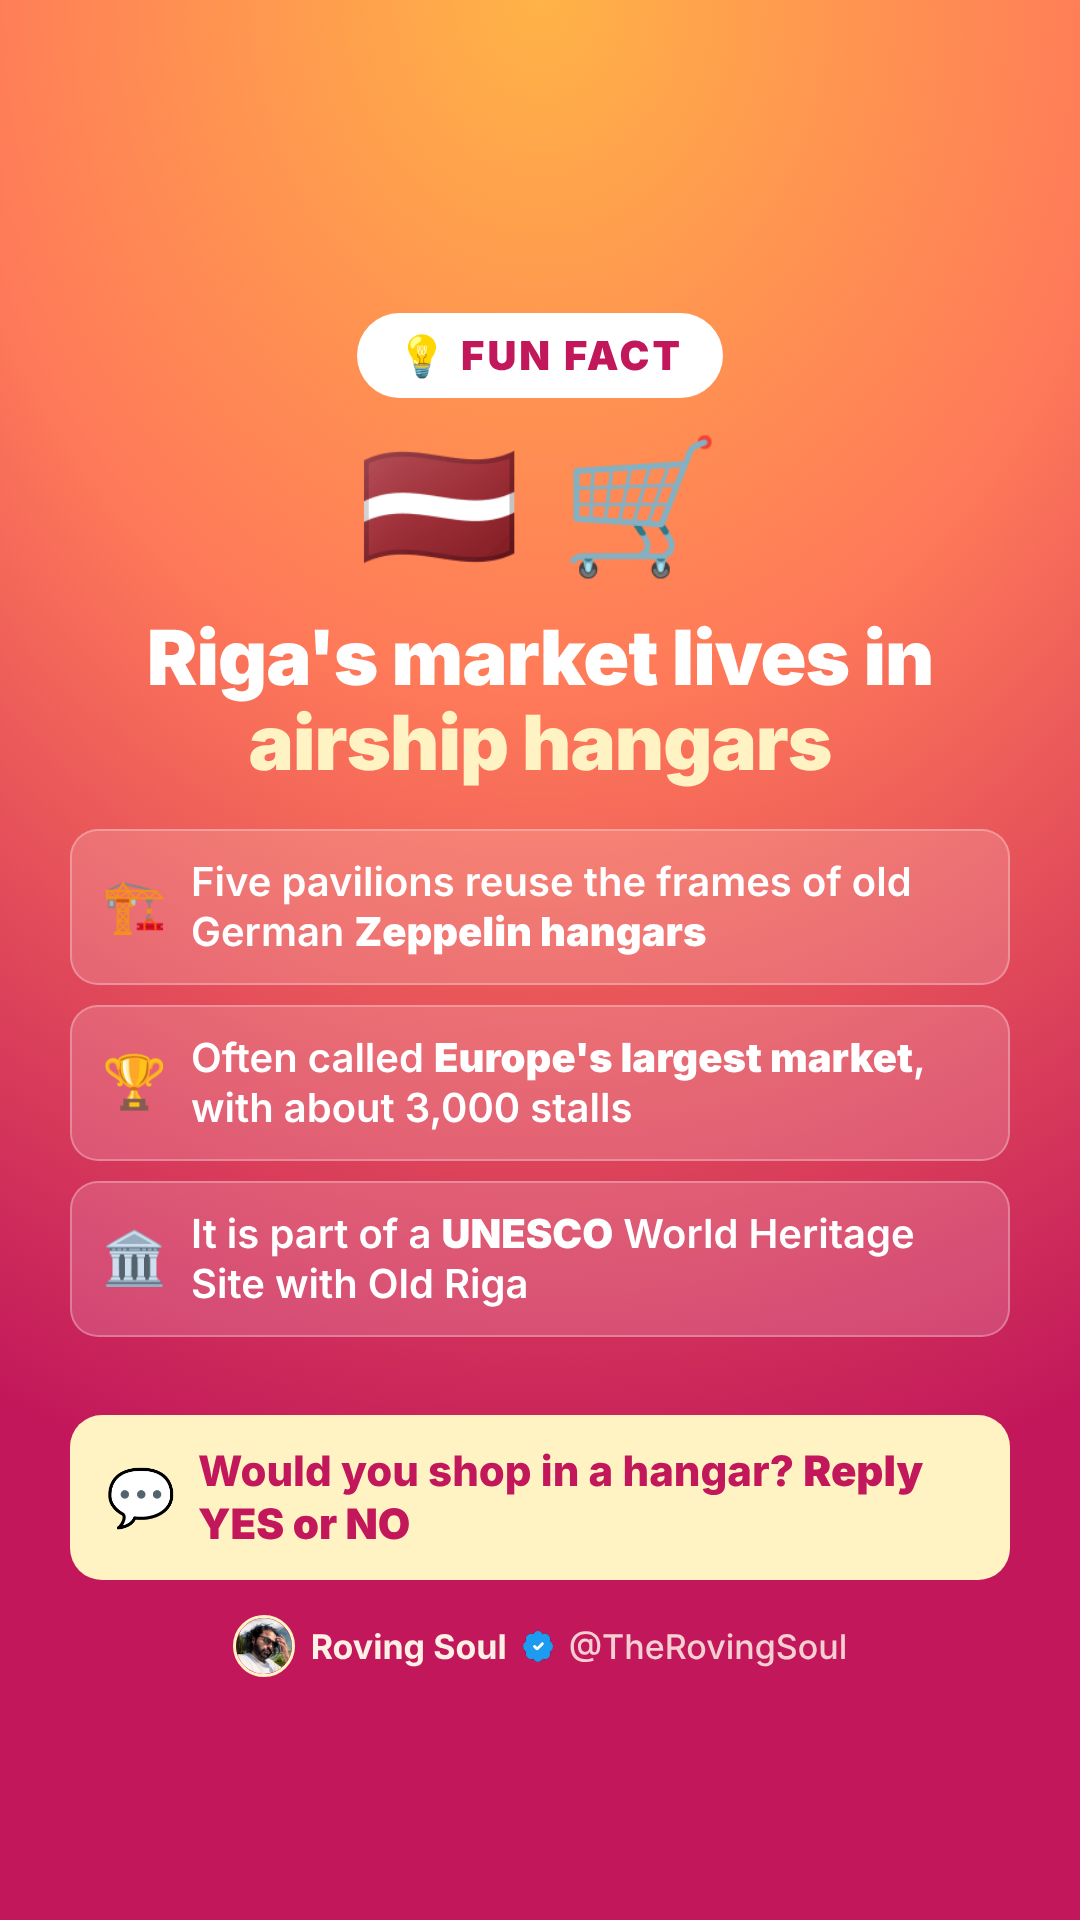 💡 FUN FACT
Riga's market lives in
airship hangars
Five pavilions reuse the frames of old
German Zeppelin hangars
Often called Europe's largest market,
with about 3,000 stalls
It is part of a UNESCO World Heritage
Site with Old Riga
Would you shop in a hangar? Reply
YES or NO
Roving Soul @TheRovingSoul